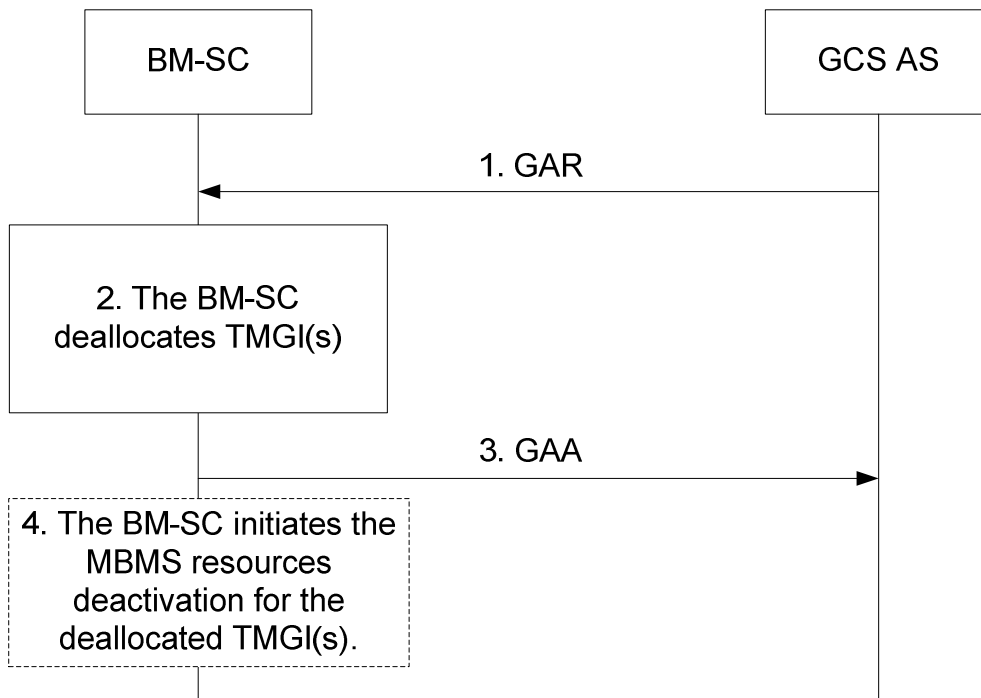 BM-SC
GCS AS
1. GAR
2. The BM-SC
deallocates TMGI(s)
3. GAA
4. The BM-SC initiates the
MBMS resources
deactivation for the
deallocated TMGI(s).